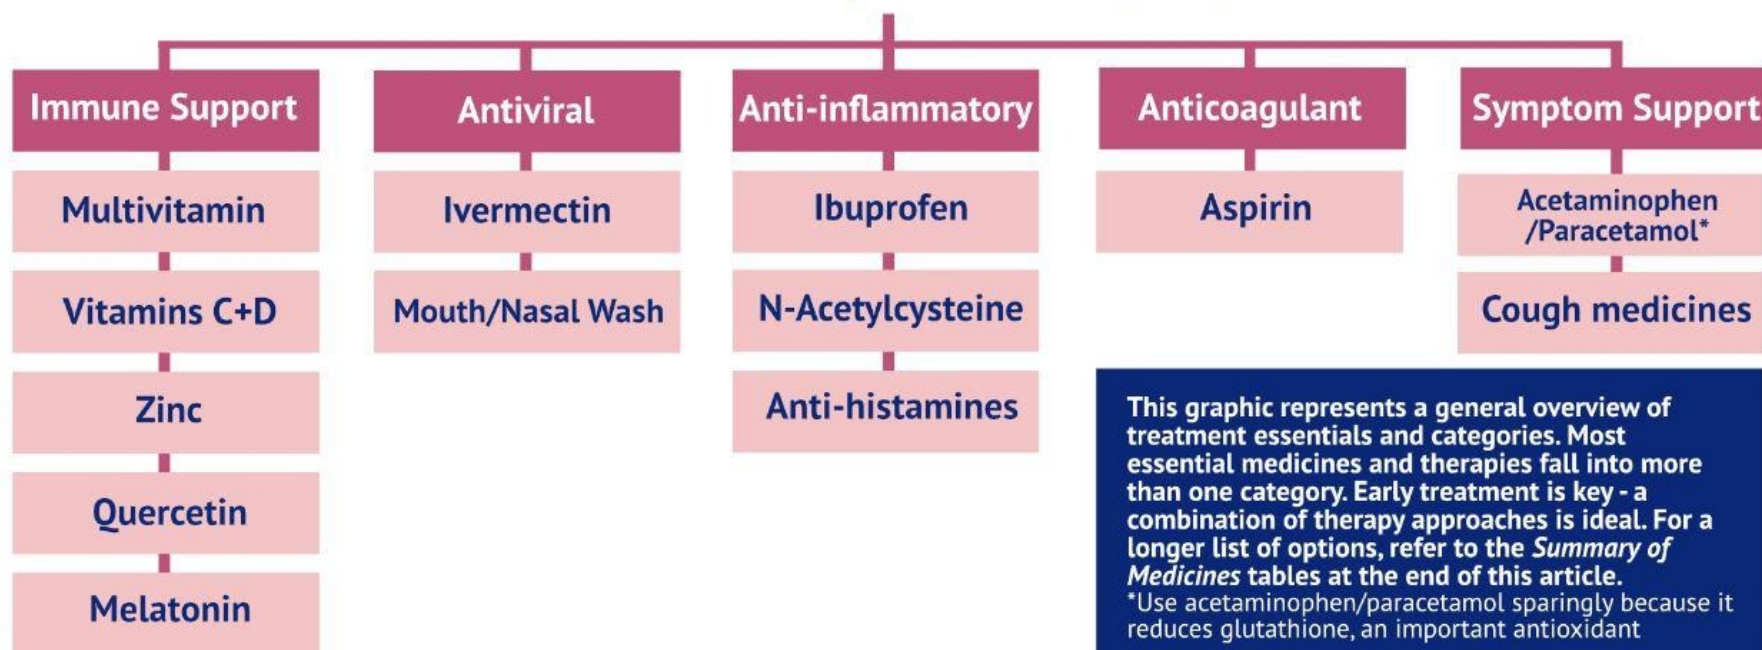 Immune Support
Multivitamin
Vitamins C+D
Zinc
Quercetin
Melatonin
Antiviral
Ivermectin
Mouth/Nasal Wash
Anti-inflammatory
Ibuprofen
N-Acetylcysteine
Anti-histamines
Anticoagulant
Aspirin
Symptom Support
Acetaminophen
/Paracetamol*
Cough medicines
This graphic represents a general overview of
treatment essentials and categories. Most
essential medicines and therapies fall into more
than one category. Early treatment is key - a
combination of therapy approaches is ideal. For a
longer list of options, refer to the Summary of
Medicines tables at the end of this article.
*Use acetaminophen/paracetamol sparingly because it
reduces glutathione, an important antioxidant